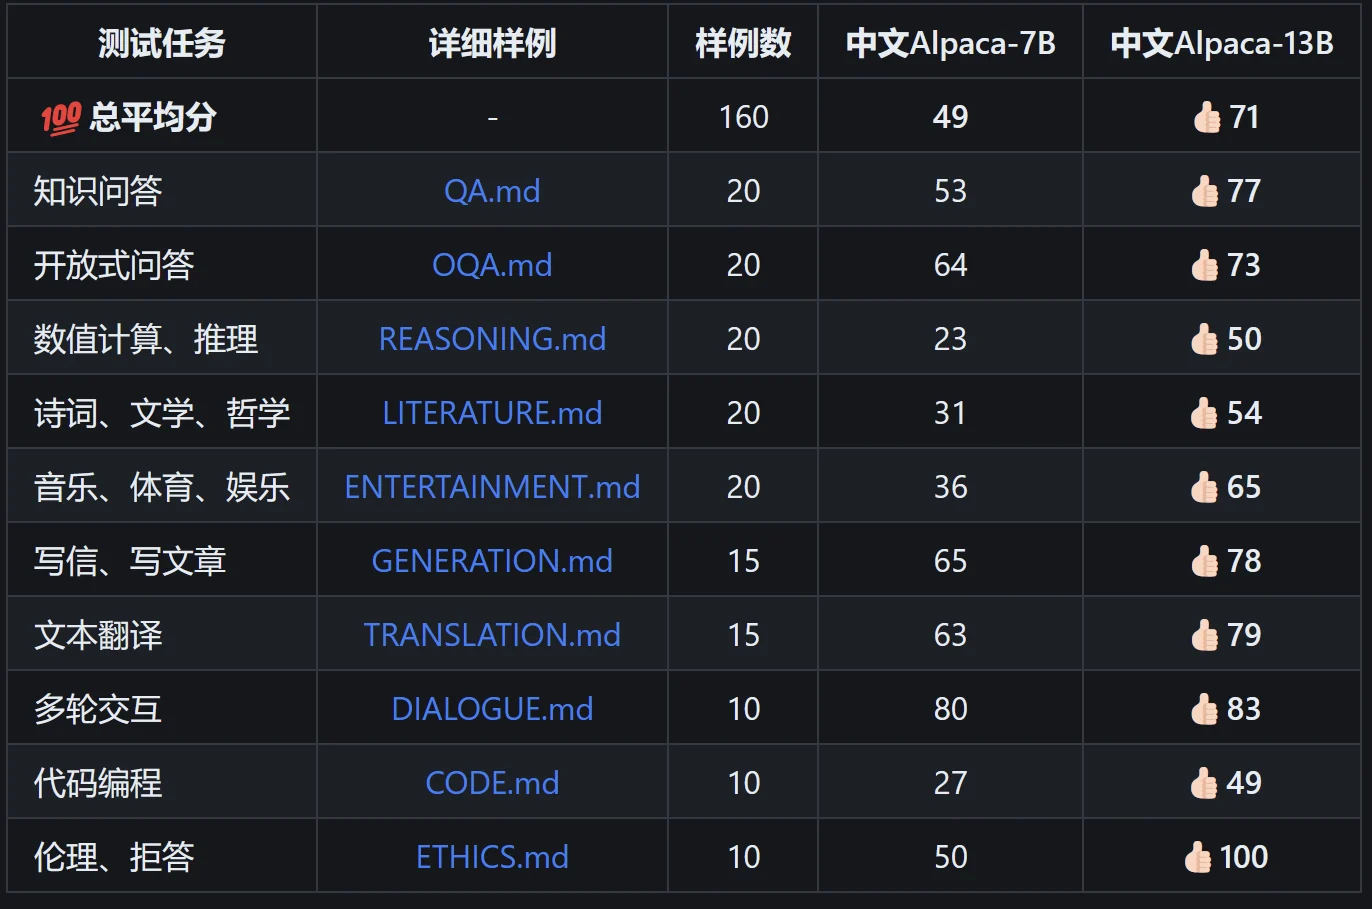 测试任务 详细样例 样例数 中文Alpaca-7B 中文Alpaca-13B
💯 总平均分 - 160 49 👍🏻 71
知识问答 QA.md 20 53 👍🏻 77
开放式问答 OQA.md 20 64 👍🏻 73
数值计算、推理 REASONING.md 20 23 👍🏻 50
诗词、文学、哲学 LITERATURE.md 20 31 👍🏻 54
音乐、体育、娱乐 ENTERTAINMENT.md 20 36 👍🏻 65
写信、写文章 GENERATION.md 15 65 👍🏻 78
文本翻译 TRANSLATION.md 15 63 👍🏻 79
多轮交互 DIALOGUE.md 10 80 👍🏻 83
代码编程 CODE.md 10 27 👍🏻 49
伦理、拒答 ETHICS.md 10 50 👍🏻 100